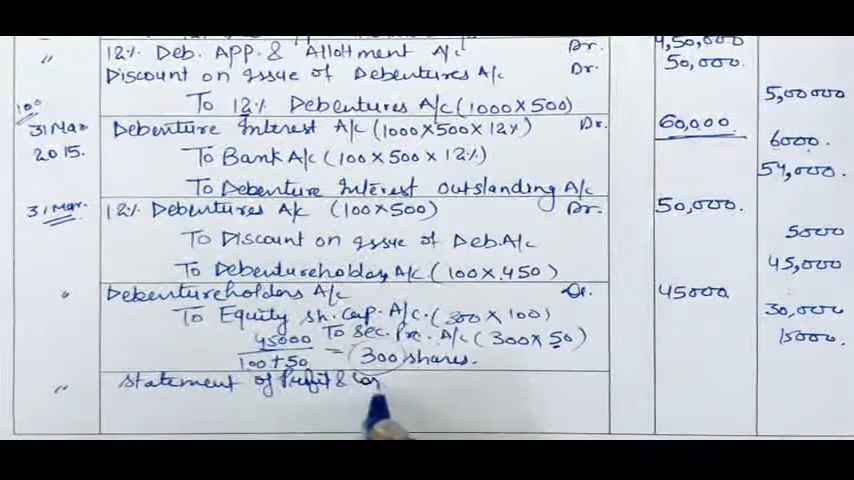 12% Deb. App. & Allotment A/c Dr. 4,50,000
" Discount on issue of Debentures A/c Dr. 50,000.
To 12% Debentures A/c (1000×500) 5,00000
100
31 Mar Debenture Interest A/c (1000×500×12%) Dr. 60,000.
2015. To Bank A/c (100×500×12%) 6000.
To Debenture Interest outstanding A/c 54,000.
31 Mar. 12% Debentures A/c (100×500) Dr. 50,000.
To Discount on issue of Deb. A/c 5000
To Debentureholders A/c (100×450) 45,000
" Debentureholders A/c Dr. 45000.
To Equity Sh. Cap. A/c. (300×100) 30,000
To Sec. Pre. A/c (300×50) 15000.
45000
100+50 = 300 shares.
" Statement of Profit & Los